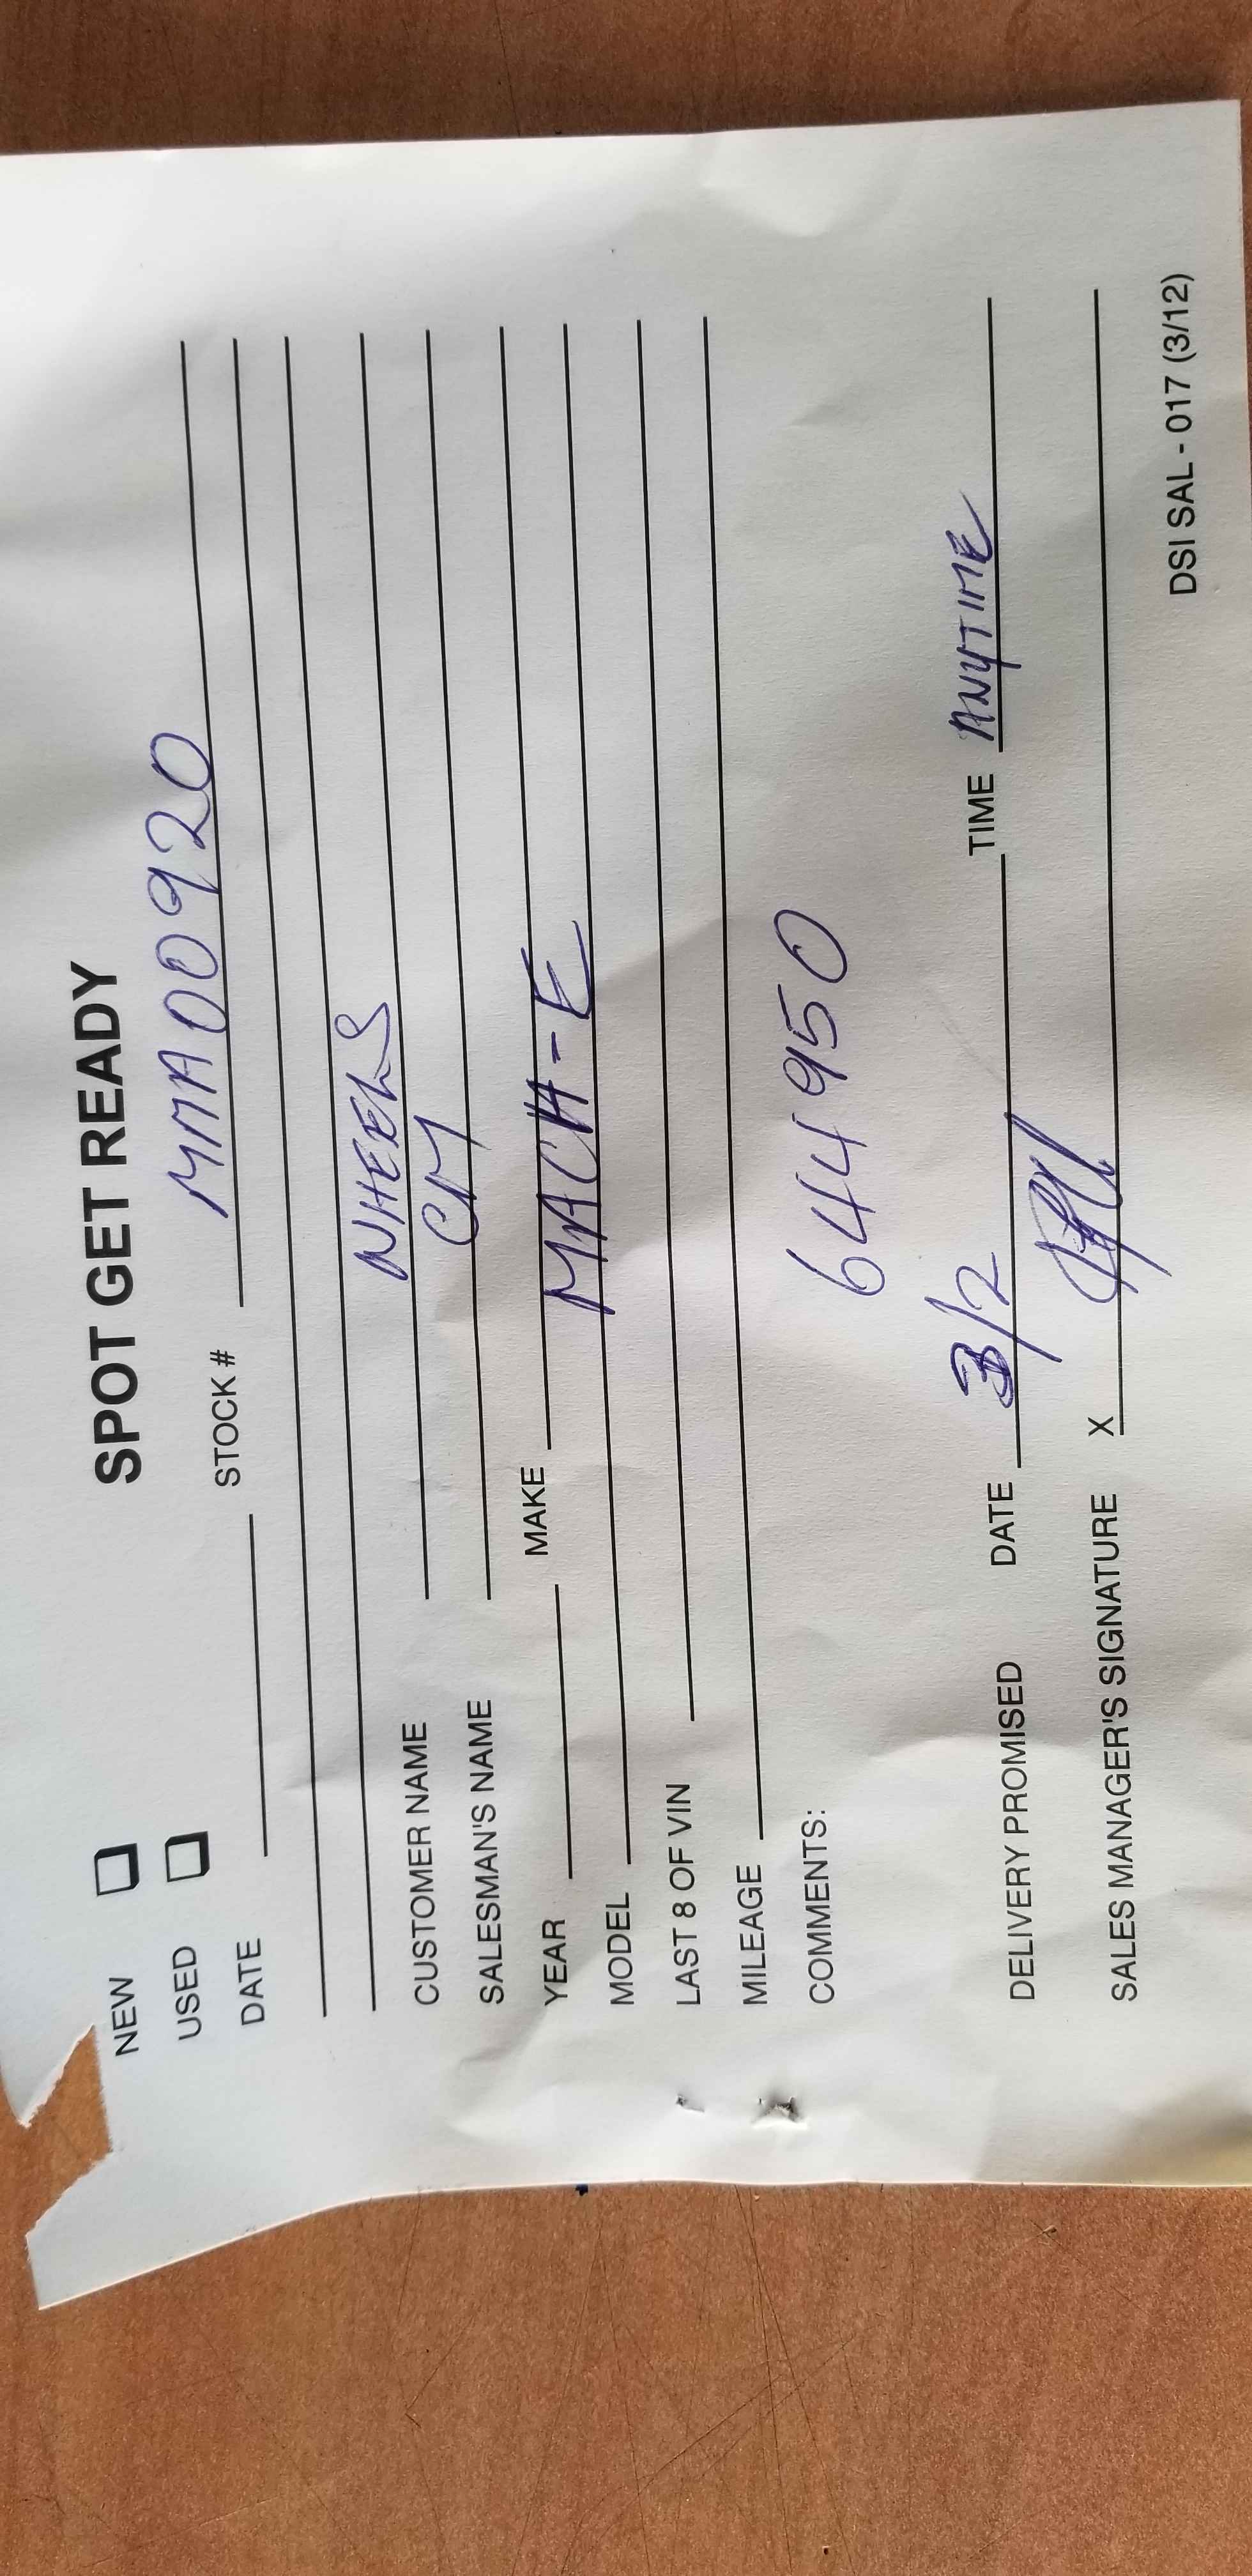 SPOT GET READY
NEW
USED
DATE STOCK # MMA00920
CUSTOMER NAME WHEELS
SALESMAN'S NAME CM
YEAR MAKE
MODEL MACH-E
LAST 8 OF VIN
MILEAGE
COMMENTS:
644950
DELIVERY PROMISED DATE 3/2 TIME ANYTIME
SALES MANAGER'S SIGNATURE X
DSI SAL - 017 (3/12)